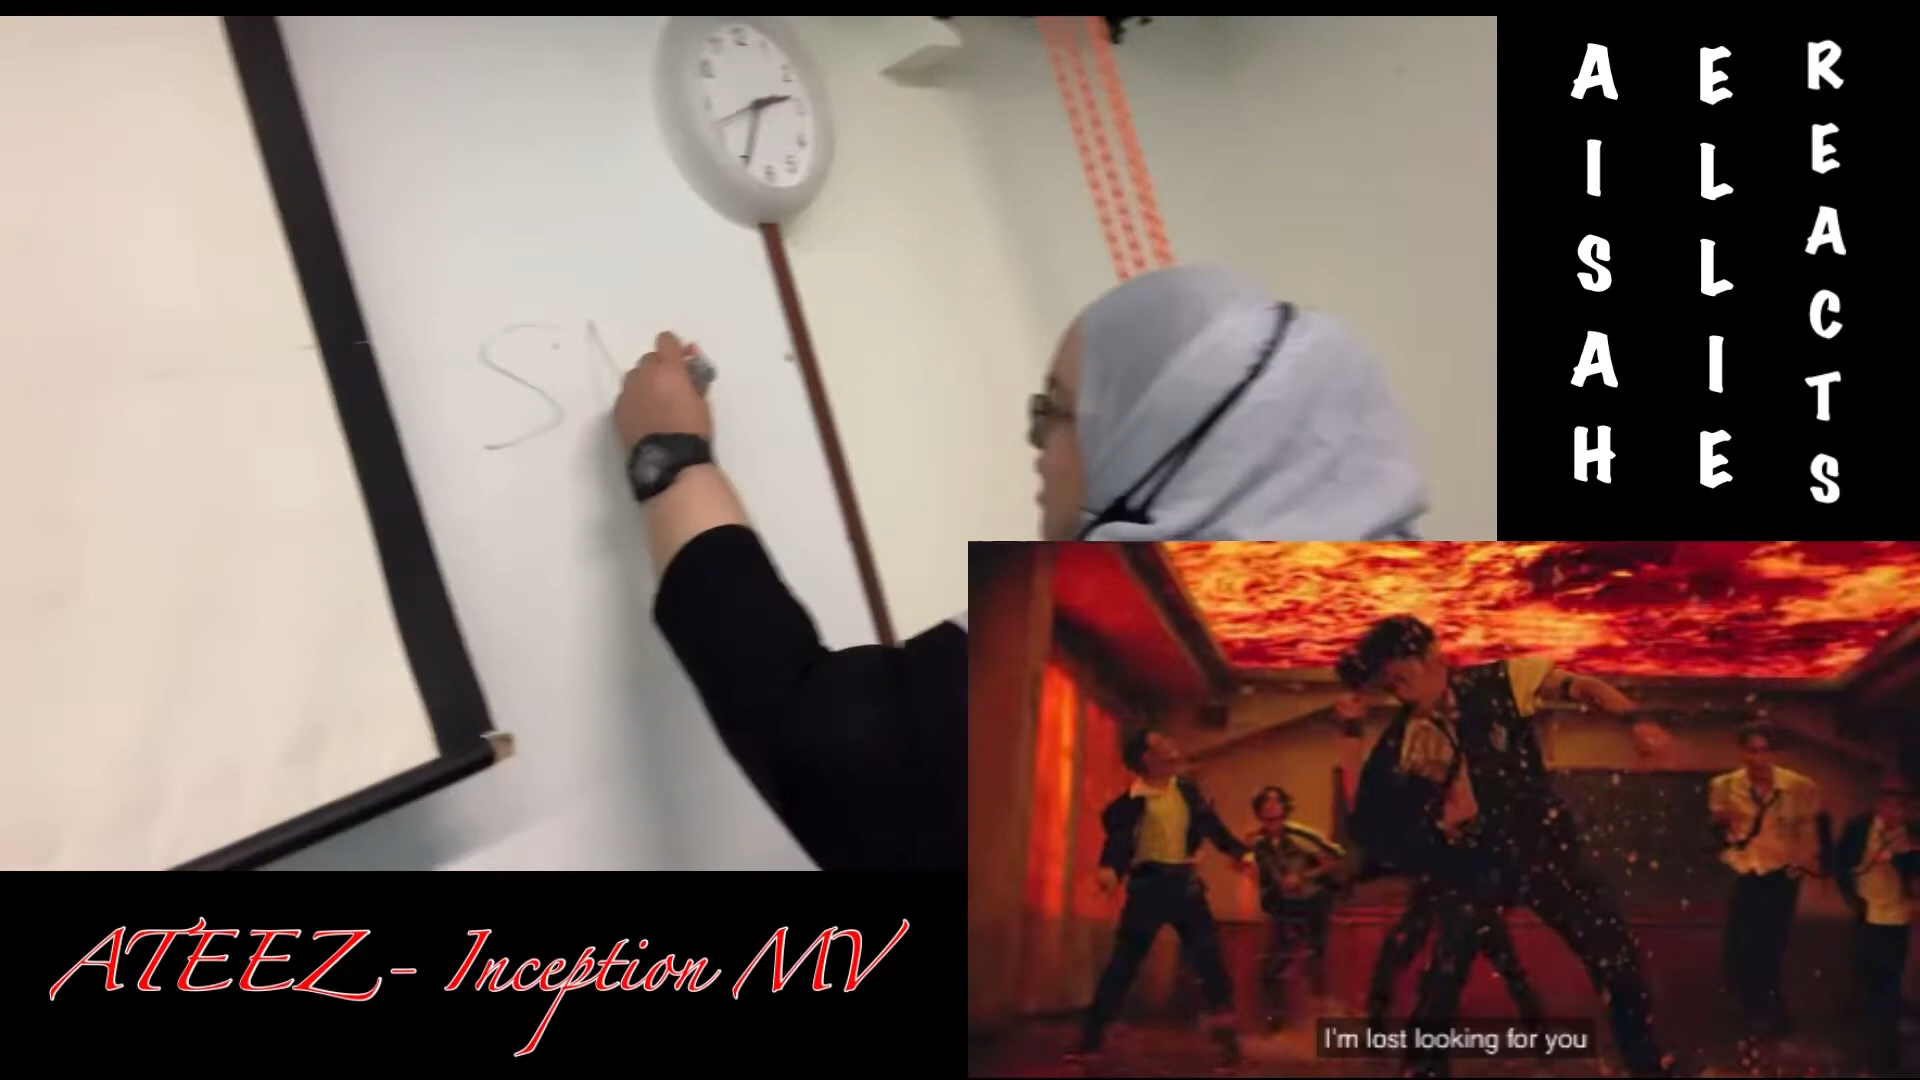 AISAH
ELLIE
REACTS
ATEEZ - Inception MV
I'm lost looking for you